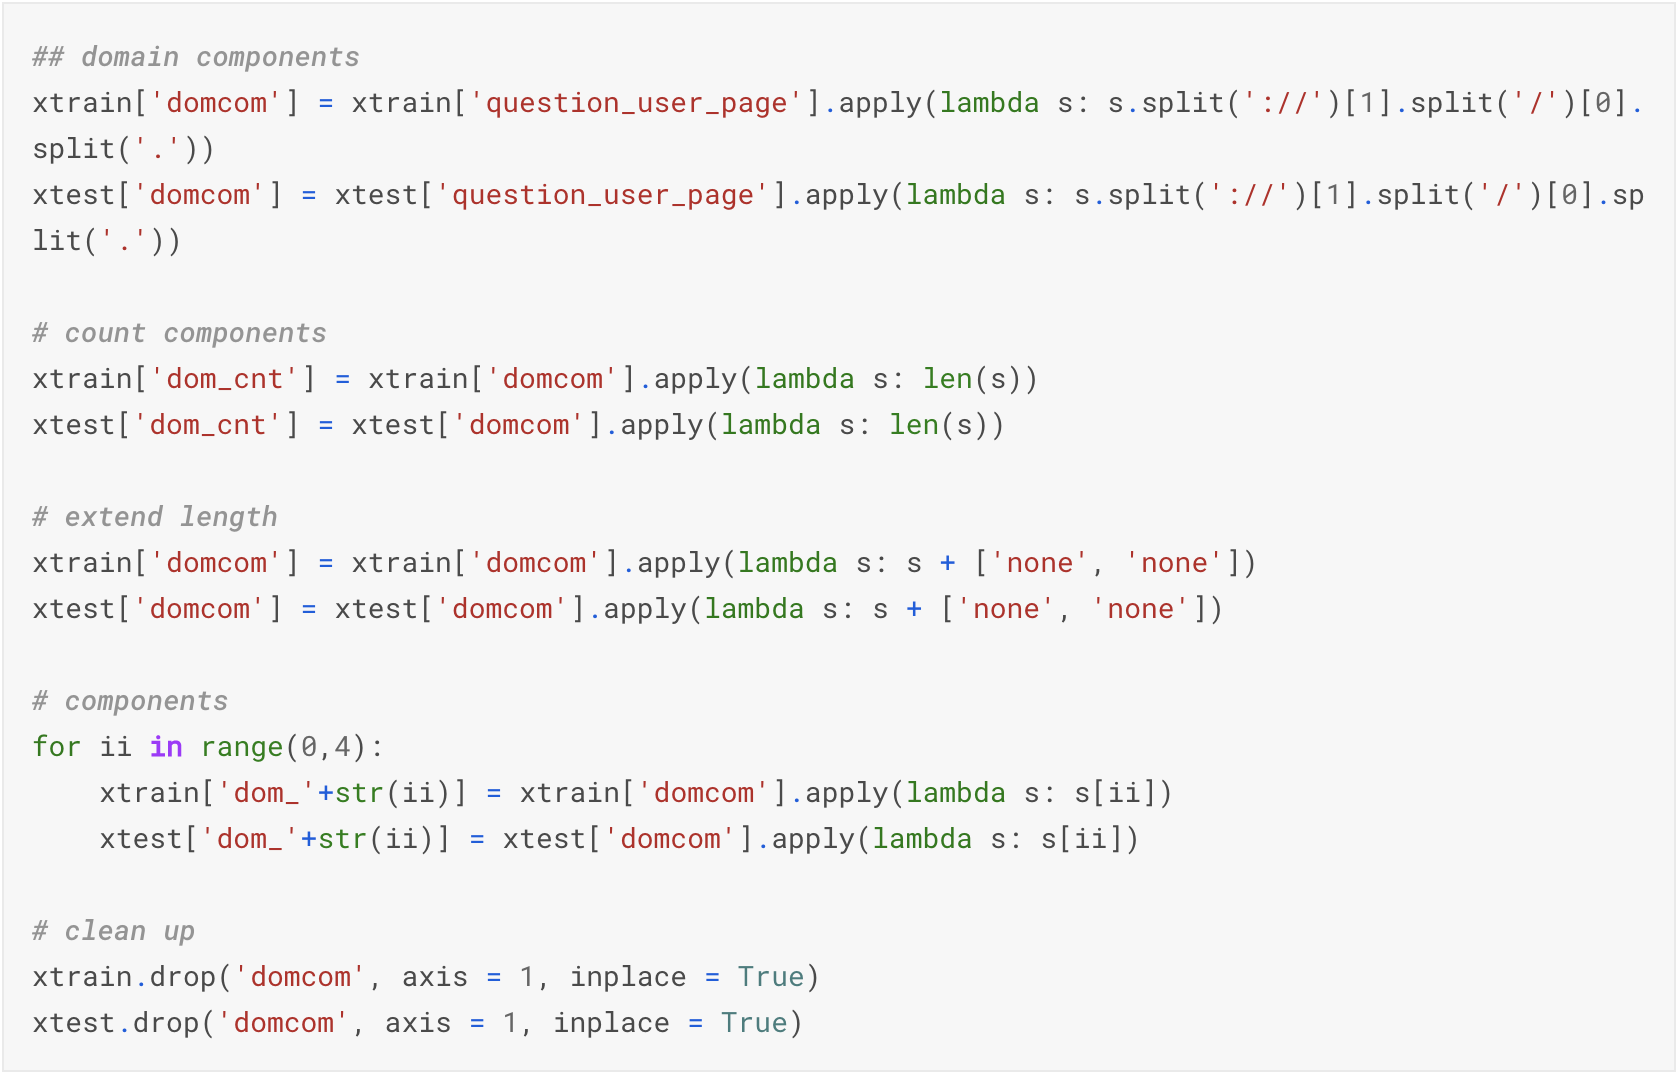 ## domain components
xtrain['domcom'] = xtrain['question_user_page'].apply(lambda s: s.split('://')[1].split('/')[0].
split('.'))
xtest['domcom'] = xtest['question_user_page'].apply(lambda s: s.split('://')[1].split('/')[0].sp
lit('.'))
# count components
xtrain['dom_cnt'] = xtrain['domcom'].apply(lambda s: len(s))
xtest['dom_cnt'] = xtest['domcom'].apply(lambda s: len(s))
# extend length
xtrain['domcom'] = xtrain['domcom'].apply(lambda s: s + ['none', 'none'])
xtest['domcom'] = xtest['domcom'].apply(lambda s: s + ['none', 'none'])
# components
for ii in range(0,4):
    xtrain['dom_'+str(ii)] = xtrain['domcom'].apply(lambda s: s[ii])
    xtest['dom_'+str(ii)] = xtest['domcom'].apply(lambda s: s[ii])
# clean up
xtrain.drop('domcom', axis = 1, inplace = True)
xtest.drop('domcom', axis = 1, inplace = True)